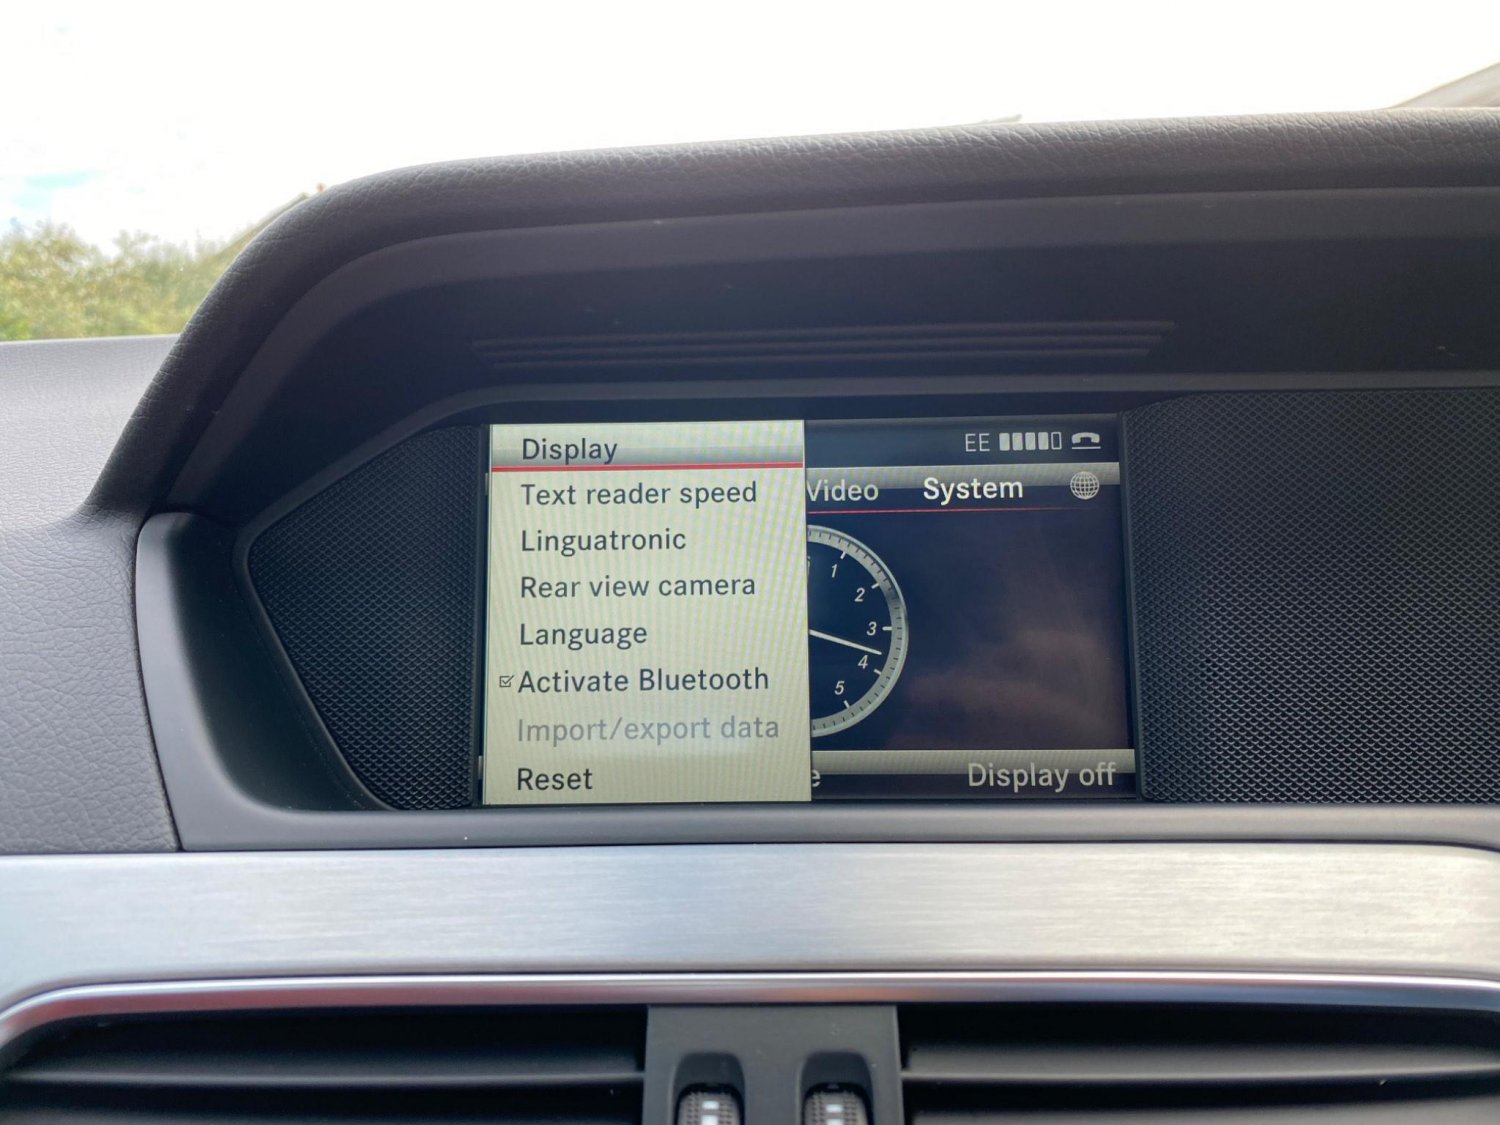 Display
Text reader speed
Linguatronic
Rear view camera
Language
Activate Bluetooth
Import/export data
Reset
EE
Video System
1
2
3
4
5
Display off